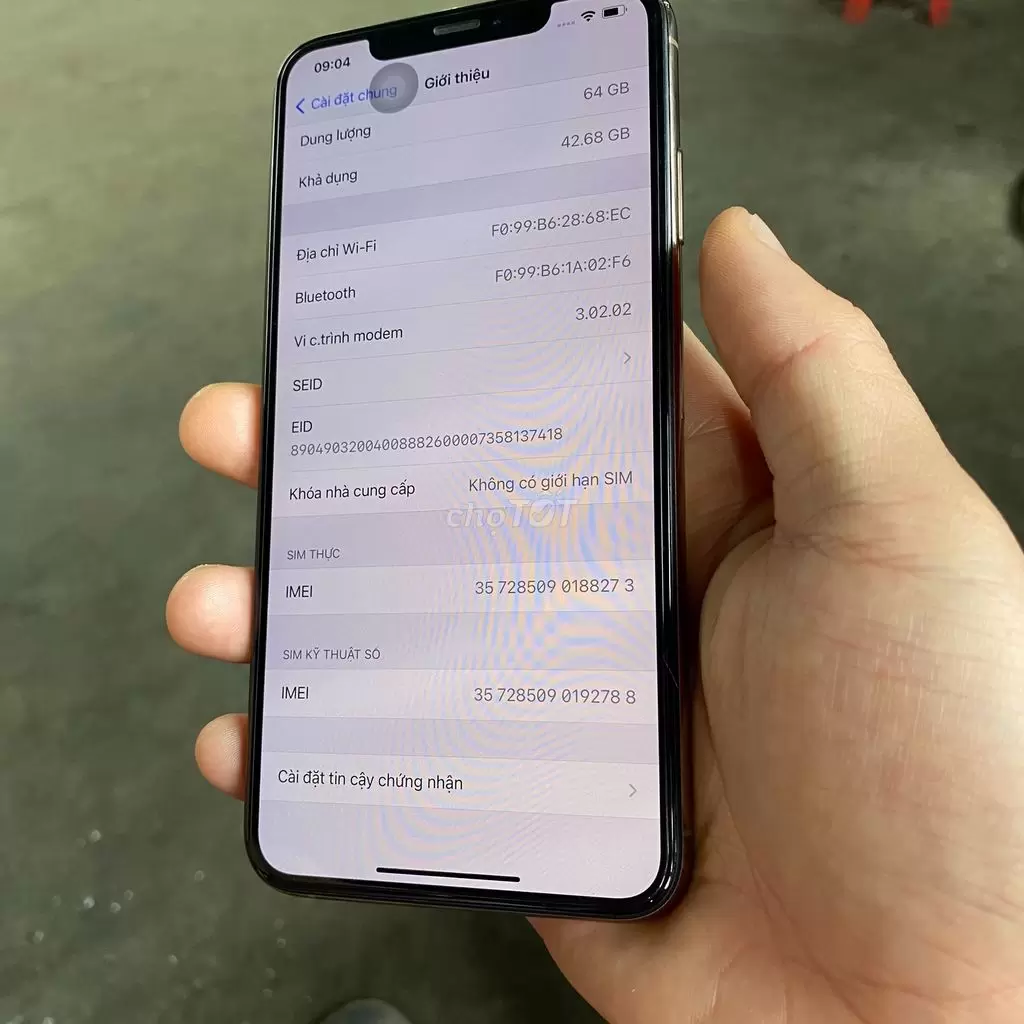 09:04
Cài đặt chung
Giới thiệu
Dung lượng 64 GB
Khả dụng 42.68 GB
Địa chỉ Wi-Fi F0:99:B6:28:68:EC
Bluetooth F0:99:B6:1A:02:F6
Vi c.trình modem 3.02.02
SEID
EID
89049032004008882600007358137418
Khóa nhà cung cấp Không có giới hạn SIM
choTỐT
SIM THỰC
IMEI 35 728509 018827 3
SIM KỸ THUẬT SỐ
IMEI 35 728509 019278 8
Cài đặt tin cậy chứng nhận